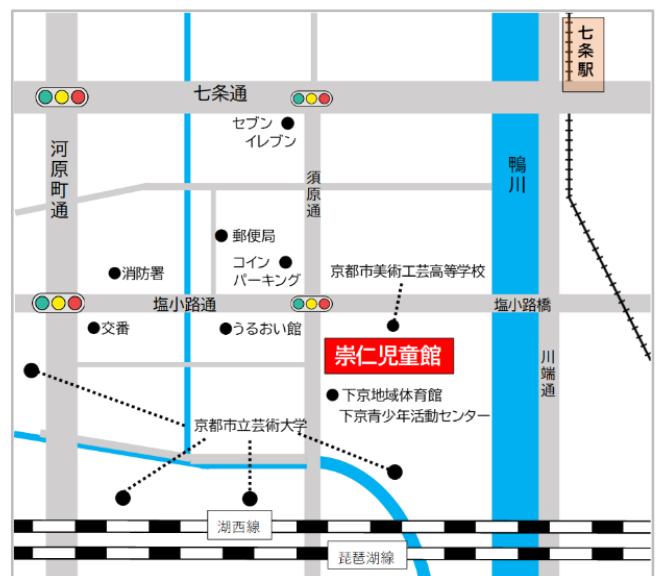 七条駅
七条通
セブン
イレブン
河原町通
須原通
鴨川
郵便局
コイン
パーキング
消防署
京都市美術工芸高等学校
塩小路通
塩小路橋
交番
うるおい館
崇仁児童館
川端通
下京地域体育館
下京青少年活動センター
京都市立芸術大学
湖西線
琵琶湖線